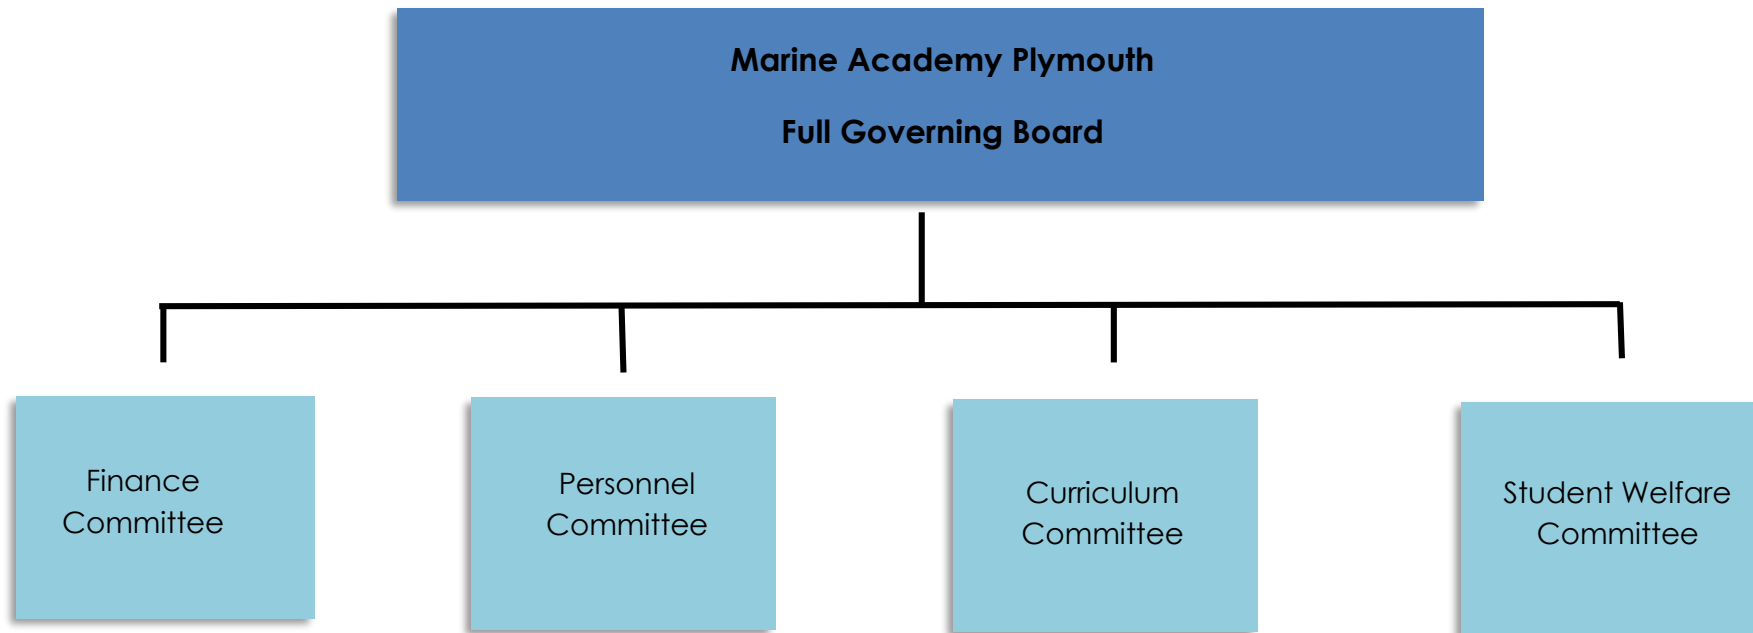 Marine Academy Plymouth
Full Governing Board
Finance
Committee
Personnel
Committee
Curriculum
Committee
Student Welfare
Committee